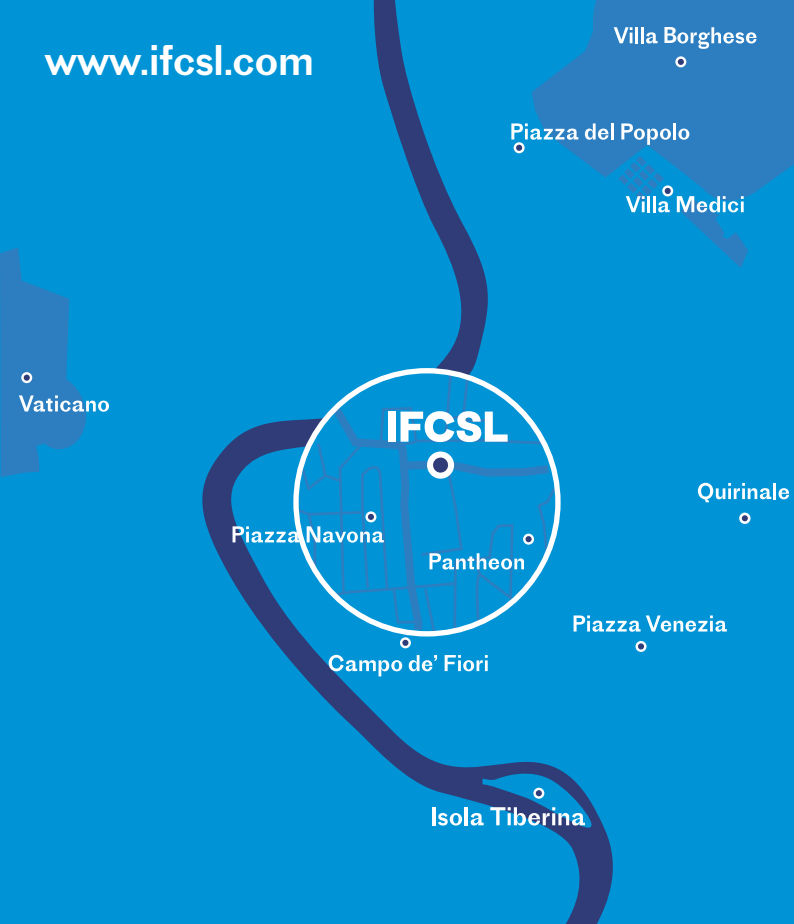 www.ifcsl.com
Villa Borghese
Piazza del Popolo
Villa Medici
Vaticano
IFCSL
Quirinale
Piazza Navona
Pantheon
Piazza Venezia
Campo de’ Fiori
Isola Tiberina